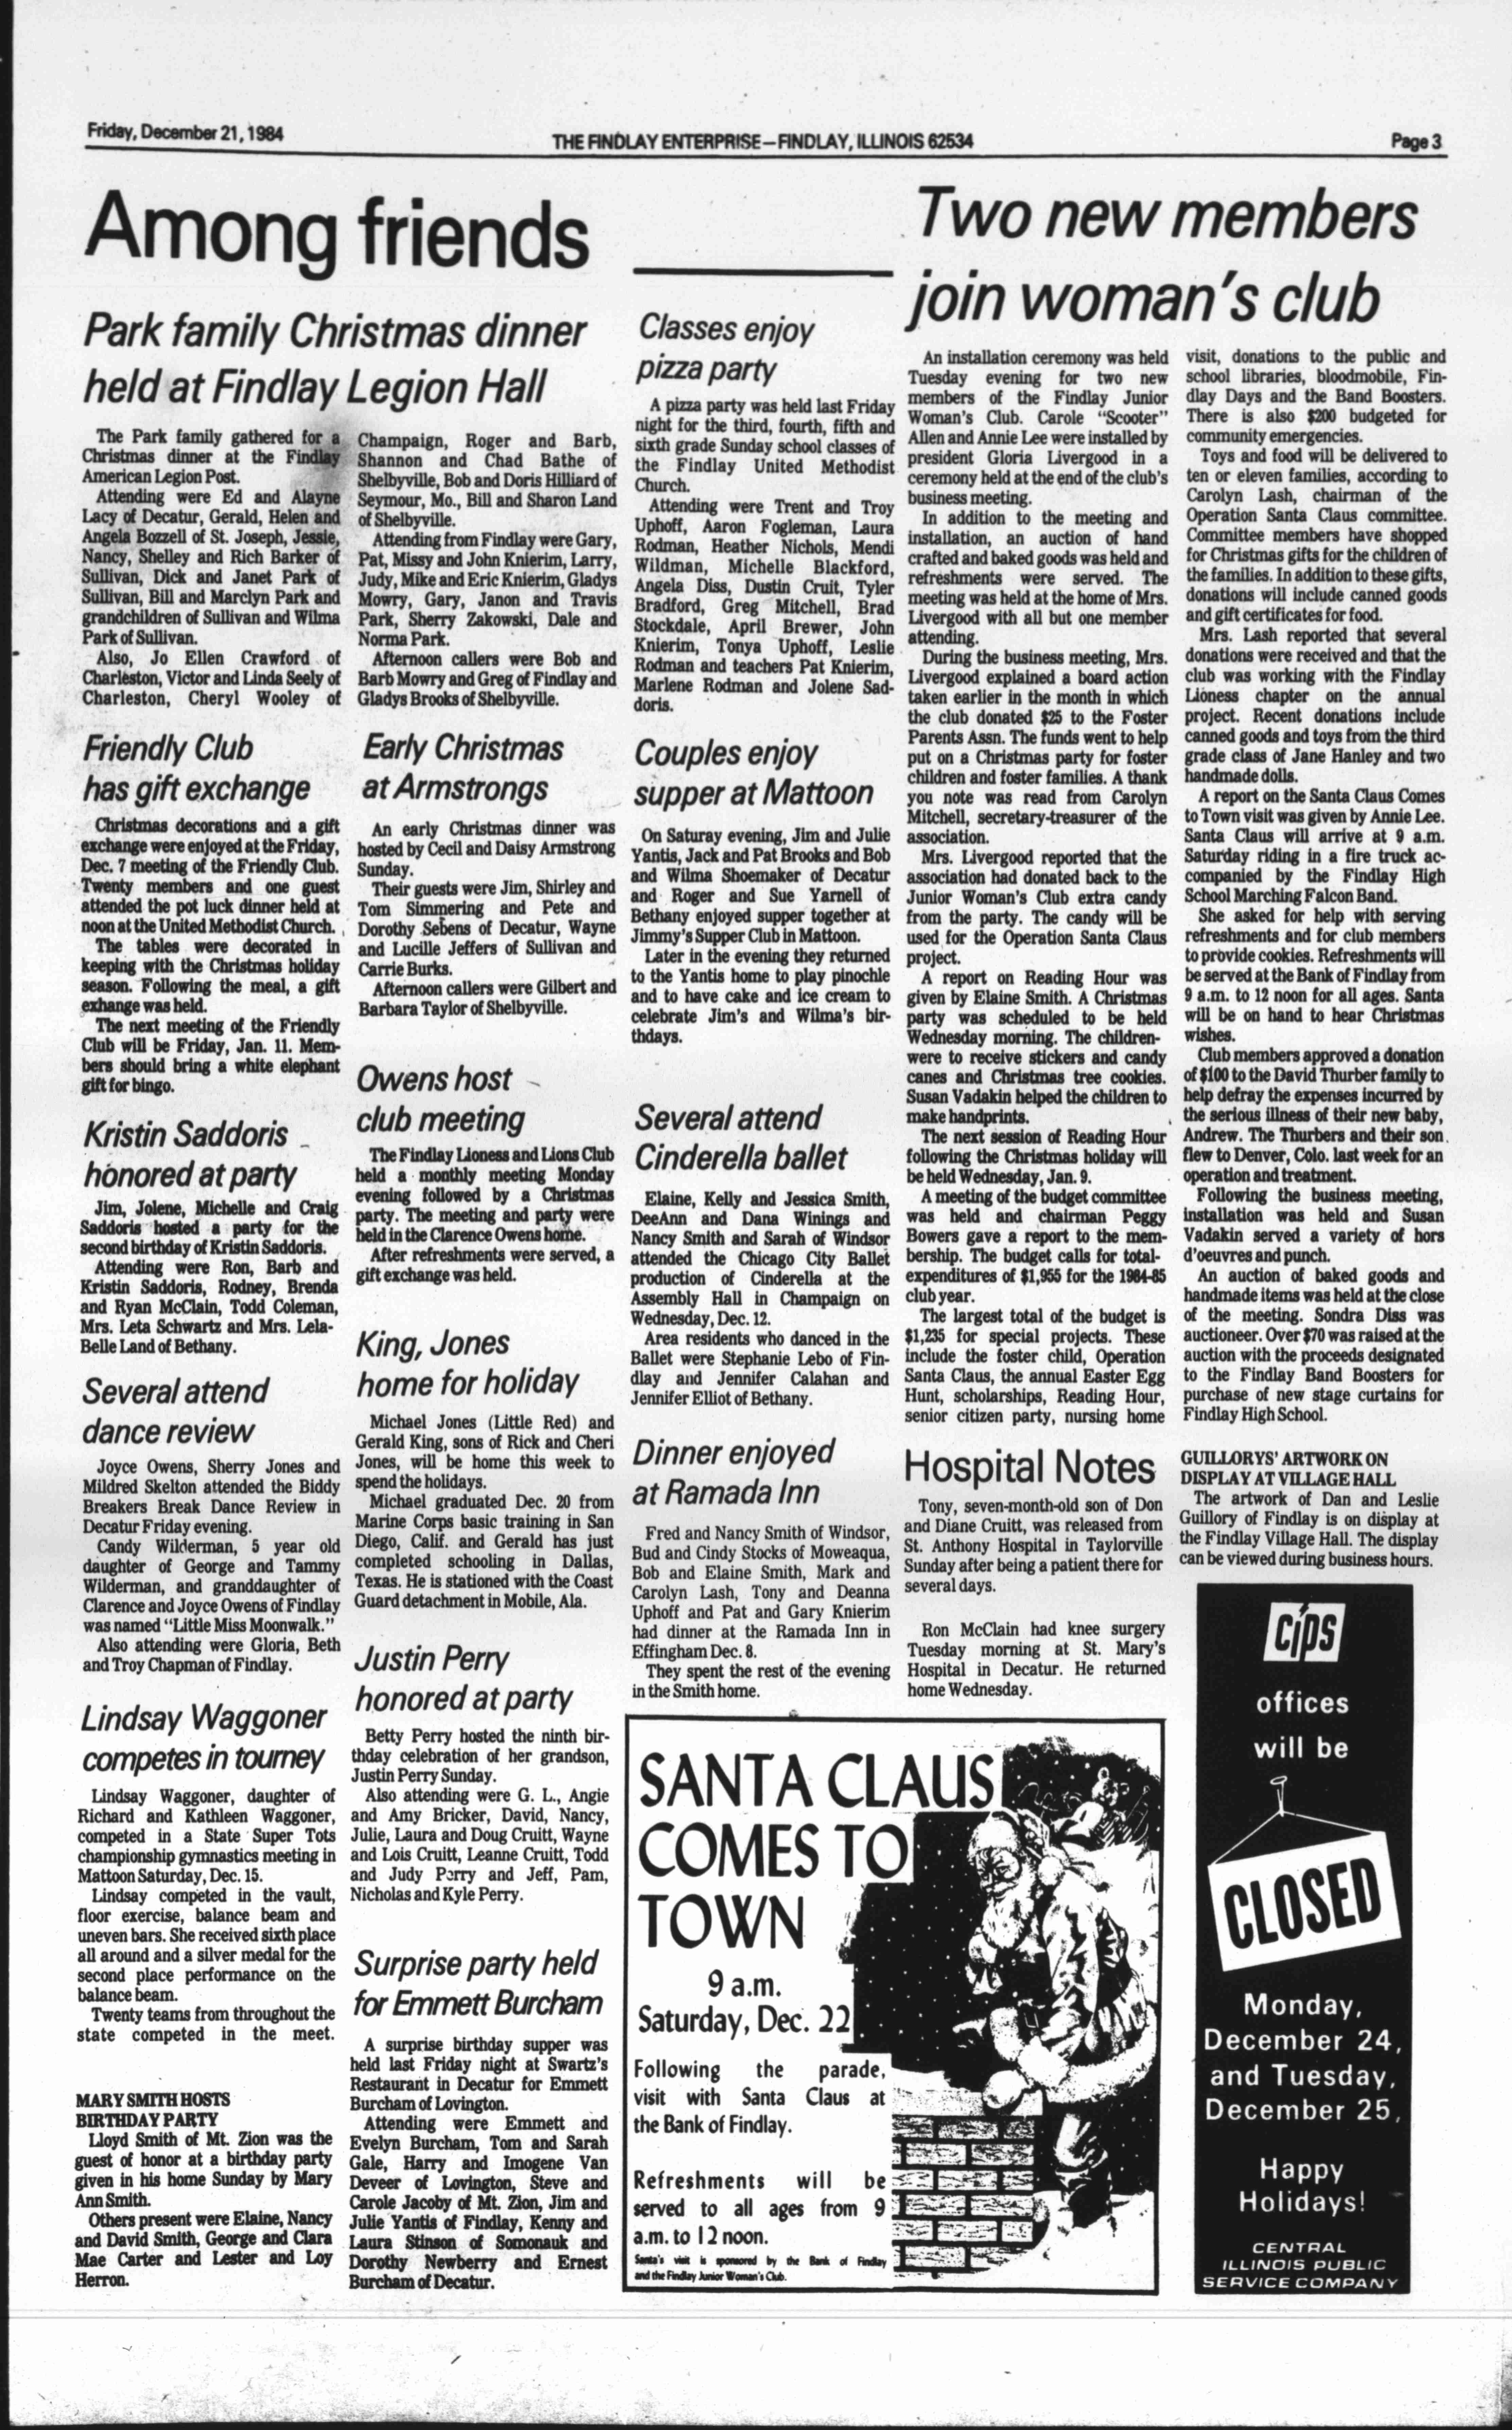 Friday, December 21, 1984
THE FINDLAY ENTERPRISE—FINDLAY, ILLINOIS 62534
Page 3
Among friends
Park family Christmas dinner
held at Findlay Legion Hall
The Park family gathered for a
Christmas dinner at the Findlay
American Legion Post.
Attending were Ed and Alayne
Lacy of Decatur, Gerald, Helen and
Angela Bozzell of St. Joseph, Jessie,
Nancy, Shelley and Rich Barker of
Sullivan, Dick and Janet Park of
Sullivan, Bill and Marclyn Park and
grandchildren of Sullivan and Wilma
Park of Sullivan.
Also, Jo Ellen Crawford of
Charleston, Victor and Linda Seely of
Charleston, Cheryl Wooley of
Champaign, Roger and Barb,
Shannon and Chad Bathe of
Shelbyville, Bob and Doris Hilliard of
Seymour, Mo., Bill and Sharon Land
of Shelbyville.
Attending from Findlay were Gary,
Pat, Missy and John Knierim, Larry,
Judy, Mike and Eric Knierim, Gladys
Mowry, Gary, Janon and Travis
Park, Sherry Zakowski, Dale and
Norma Park.
Afternoon callers were Bob and
Barb Mowry and Greg of Findlay and
Gladys Brooks of Shelbyville.
Friendly Club
has gift exchange
Christmas decorations and a gift
exchange were enjoyed at the Friday,
Dec. 7 meeting of the Friendly Club.
Twenty members and one guest
attended the pot luck dinner held at
noon at the United Methodist Church.
The tables were decorated in
keeping with the Christmas holiday
season. Following the meal, a gift
exhange was held.
The next meeting of the Friendly
Club will be Friday, Jan. 11. Mem-
bers should bring a white elephant
gift for bingo.
Kristin Saddoris
honored at party
Jim, Jolene, Michelle and Craig
Saddoris hosted a party for the
second birthday of Kristin Saddoris.
Attending were Ron, Barb and
Kristin Saddoris, Rodney, Brenda
and Ryan McClain, Todd Coleman,
Mrs. Leta Schwartz and Mrs. Lela-
Belle Land of Bethany.
Several attend
dance review
Joyce Owens, Sherry Jones and
Mildred Skelton attended the Biddy
Breakers Break Dance Review in
Decatur Friday evening.
Candy Wilderman, 5 year old
daughter of George and Tammy
Wilderman, and granddaughter of
Clarence and Joyce Owens of Findlay
was named "Little Miss Moonwalk."
Also attending were Gloria, Beth
and Troy Chapman of Findlay.
Lindsay Waggoner
competes in tourney
Lindsay Waggoner, daughter of
Richard and Kathleen Waggoner,
competed in a State Super Tots
championship gymnastics meeting in
Mattoon Saturday, Dec. 15.
Lindsay competed in the vault,
floor exercise, balance beam and
uneven bars. She received sixth place
all around and a silver medal for the
second place performance on the
balance beam.
Twenty teams from throughout the
state competed in the meet.
MARY SMITH HOSTS
BIRTHDAY PARTY
Lloyd Smith of Mt. Zion was the
guest of honor at a birthday party
given in his home Sunday by Mary
Ann Smith.
Others present were Elaine, Nancy
and David Smith, George and Clara
Mae Carter and Lester and Loy
Herron.
Early Christmas
at Armstrongs
An early Christmas dinner was
hosted by Cecil and Daisy Armstrong
Sunday.
Their guests were Jim, Shirley and
Tom Simmering and Pete and
Dorothy Sebens of Decatur, Wayne
and Lucille Jeffers of Sullivan and
Carrie Burks.
Afternoon callers were Gilbert and
Barbara Taylor of Shelbyville.
Owens host
club meeting
The Findlay Lioness and Lions Club
held a monthly meeting Monday
evening followed by a Christmas
party. The meeting and party were
held in the Clarence Owens home.
After refreshments were served, a
gift exchange was held.
King, Jones
home for holiday
Michael Jones (Little Red) and
Gerald King, sons of Rick and Cheri
Jones, will be home this week to
spend the holidays.
Michael graduated Dec. 20 from
Marine Corps basic training in San
Diego, Calif. and Gerald has just
completed schooling in Dallas,
Texas. He is stationed with the Coast
Guard detachment in Mobile, Ala.
Justin Perry
honored at party
Betty Perry hosted the ninth bir-
thday celebration of her grandson,
Justin Perry Sunday.
Also attending were G. L., Angie
and Amy Bricker, David, Nancy,
Julie, Laura and Doug Cruitt, Wayne
and Lois Cruitt, Leanne Cruitt, Todd
and Judy Perry and Jeff, Pam,
Nicholas and Kyle Perry.
Surprise party held
for Emmett Burcham
A surprise birthday supper was
held last Friday night at Swartz's
Restaurant in Decatur for Emmett
Burcham of Lovington.
Attending were Emmett and
Evelyn Burcham, Tom and Sarah
Gale, Harry and Imogene Van
Deveer of Lovington, Steve and
Carole Jacoby of Mt. Zion, Jim and
Julie Yantis of Findlay, Kenny and
Laura Stinson of Somonauk and
Dorothy Newberry and Ernest
Burcham of Decatur.
Classes enjoy
pizza party
A pizza party was held last Friday
night for the third, fourth, fifth and
sixth grade Sunday school classes of
the Findlay United Methodist
Church.
Attending were Trent and Troy
Uphoff, Aaron Fogleman, Laura
Rodman, Heather Nichols, Mendi
Wildman, Michelle Blackford,
Angela Diss, Dustin Cruit, Tyler
Bradford, Greg Mitchell, Brad
Stockdale, April Brewer, John
Knierim, Tonya Uphoff, Leslie
Rodman and teachers Pat Knierim,
Marlene Rodman and Jolene Sad-
doris.
Couples enjoy
supper at Mattoon
On Saturay evening, Jim and Julie
Yantis, Jack and Pat Brooks and Bob
and Wilma Shoemaker of Decatur
and Roger and Sue Yarnell of
Bethany enjoyed supper together at
Jimmy's Supper Club in Mattoon.
Later in the evening they returned
to the Yantis home to play pinochle
and to have cake and ice cream to
celebrate Jim's and Wilma's bir-
thdays.
Several attend
Cinderella ballet
Elaine, Kelly and Jessica Smith,
DeeAnn and Dana Winings and
Nancy Smith and Sarah of Windsor
attended the Chicago City Ballet
production of Cinderella at the
Assembly Hall in Champaign on
Wednesday, Dec. 12.
Area residents who danced in the
Ballet were Stephanie Lebo of Fin-
dlay and Jennifer Calahan and
Jennifer Elliot of Bethany.
Dinner enjoyed
at Ramada Inn
Fred and Nancy Smith of Windsor,
Bud and Cindy Stocks of Moweaqua,
Bob and Elaine Smith, Mark and
Carolyn Lash, Tony and Deanna
Uphoff and Pat and Gary Knierim
had dinner at the Ramada Inn in
Effingham Dec. 8.
They spent the rest of the evening
in the Smith home.
Two new members
join woman's club
An installation ceremony was held
Tuesday evening for two new
members of the Findlay Junior
Woman's Club. Carole "Scooter"
Allen and Annie Lee were installed by
president Gloria Livergood in a
ceremony held at the end of the club's
business meeting.
In addition to the meeting and
installation, an auction of hand
crafted and baked goods was held and
refreshments were served. The
meeting was held at the home of Mrs.
Livergood with all but one member
attending.
During the business meeting, Mrs.
Livergood explained a board action
taken earlier in the month in which
the club donated $25 to the Foster
Parents Assn. The funds went to help
put on a Christmas party for foster
children and foster families. A thank
you note was read from Carolyn
Mitchell, secretary-treasurer of the
association.
Mrs. Livergood reported that the
association had donated back to the
Junior Woman's Club extra candy
from the party. The candy will be
used for the Operation Santa Claus
project.
A report on Reading Hour was
given by Elaine Smith. A Christmas
party was scheduled to be held
Wednesday morning. The children-
were to receive stickers and candy
canes and Christmas tree cookies.
Susan Vadakin helped the children to
make handprints.
The next session of Reading Hour
following the Christmas holiday will
be held Wednesday, Jan. 9.
A meeting of the budget committee
was held and chairman Peggy
Bowers gave a report to the mem-
bership. The budget calls for total-
expenditures of $1,955 for the 1984-85
club year.
The largest total of the budget is
$1,235 for special projects. These
include the foster child, Operation
Santa Claus, the annual Easter Egg
Hunt, scholarships, Reading Hour,
senior citizen party, nursing home
visit, donations to the public and
school libraries, bloodmobile, Fin-
dlay Days and the Band Boosters.
There is also $200 budgeted for
community emergencies.
Toys and food will be delivered to
ten or eleven families, according to
Carolyn Lash, chairman of the
Operation Santa Claus committee.
Committee members have shopped
for Christmas gifts for the children of
the families. In addition to these gifts,
donations will include canned goods
and gift certificates for food.
Mrs. Lash reported that several
donations were received and that the
club was working with the Findlay
Lioness chapter on the annual
project. Recent donations include
canned goods and toys from the third
grade class of Jane Hanley and two
handmade dolls.
A report on the Santa Claus Comes
to Town visit was given by Annie Lee.
Santa Claus will arrive at 9 a.m.
Saturday riding in a fire truck ac-
companied by the Findlay High
School Marching Falcon Band.
She asked for help with serving
refreshments and for club members
to provide cookies. Refreshments will
be served at the Bank of Findlay from
9 a.m. to 12 noon for all ages. Santa
will be on hand to hear Christmas
wishes.
Club members approved a donation
of $100 to the David Thurber family to
help defray the expenses incurred by
the serious illness of their new baby,
Andrew. The Thurbers and their son
flew to Denver, Colo. last week for an
operation and treatment.
Following the business meeting,
installation was held and Susan
Vadakin served a variety of hors
d'oeuvres and punch.
An auction of baked goods and
handmade items was held at the close
of the meeting. Sondra Diss was
auctioneer. Over $70 was raised at the
auction with the proceeds designated
to the Findlay Band Boosters for
purchase of new stage curtains for
Findlay High School.
Hospital Notes
Tony, seven-month-old son of Don
and Diane Cruitt, was released from
St. Anthony Hospital in Taylorville
Sunday after being a patient there for
several days.
Ron McClain had knee surgery
Tuesday morning at St. Mary's
Hospital in Decatur. He returned
home Wednesday.
GUILLORYS' ARTWORK ON
DISPLAY AT VILLAGE HALL
The artwork of Dan and Leslie
Guillory of Findlay is on display at
the Findlay Village Hall. The display
can be viewed during business hours.
SANTA CLAUS
COMES TO
TOWN
9 a.m.
Saturday, Dec. 22
Following the parade,
visit with Santa Claus at
the Bank of Findlay.
Refreshments will be
served to all ages from 9
a.m. to 12 noon.
Santa's visit is sponsored by the Bank of Findlay
and the Findlay Junior Woman's Club.
cips
offices
will be
CLOSED
Monday,
December 24,
and Tuesday,
December 25,
Happy
Holidays!
CENTRAL
ILLINOIS PUBLIC
SERVICE COMPANY